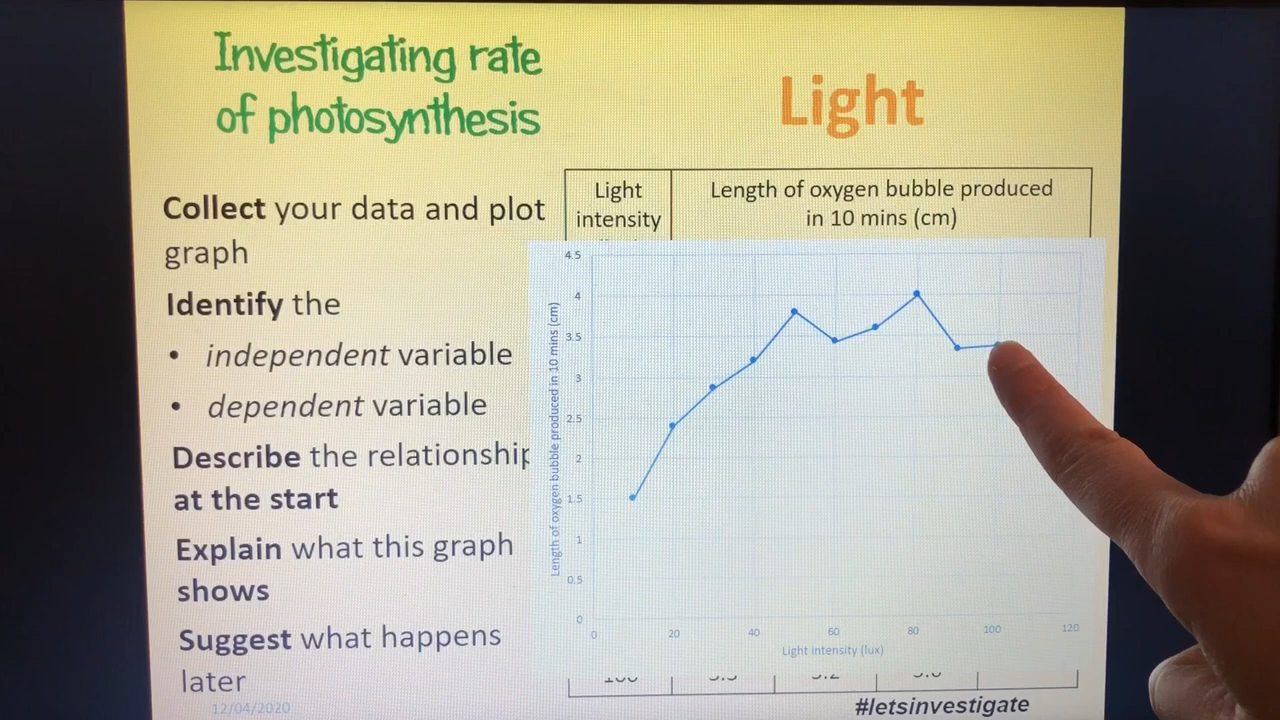 Investigating rate
of photosynthesis
Light
Collect your data and plot
graph
Identify the
• independent variable
• dependent variable
Describe the relationship
at the start
Explain what this graph
shows
Suggest what happens
later
12/04/2020
Light
intensity
Length of oxygen bubble produced
in 10 mins (cm)
Length of oxygen bubble produced in 10 mins (cm)
4.5
4
3.5
3
2.5
2
1.5
1
0.5
0
0 20 40 60 80 100 120
Light intensity (lux)
#letsinvestigate